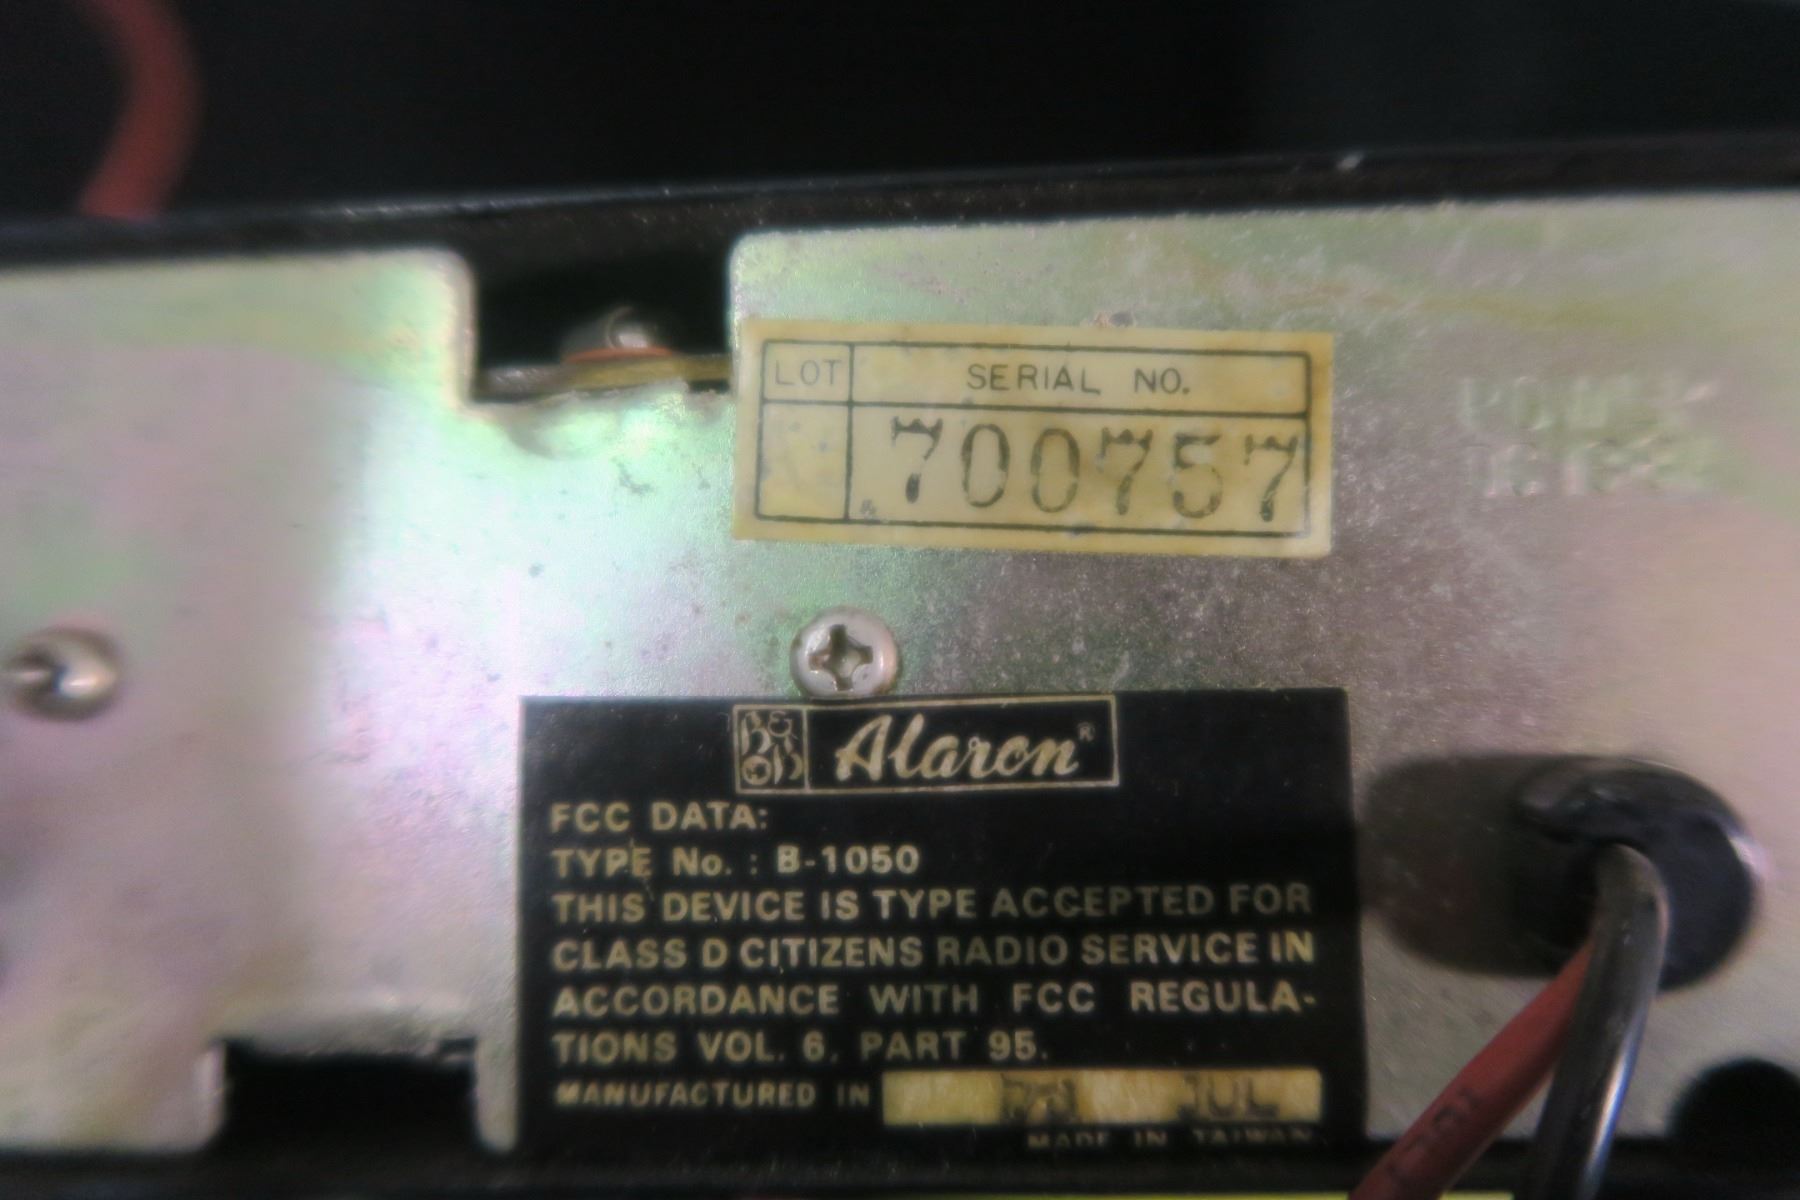 LOT SERIAL NO.
700757
POWER
Alaron®
FCC DATA:
TYPE No. : B-1050
THIS DEVICE IS TYPE ACCEPTED FOR
CLASS D CITIZENS RADIO SERVICE IN
ACCORDANCE WITH FCC REGULA-
TIONS VOL. 6. PART 95.
MANUFACTURED IN JUL
MADE IN TAIWAN